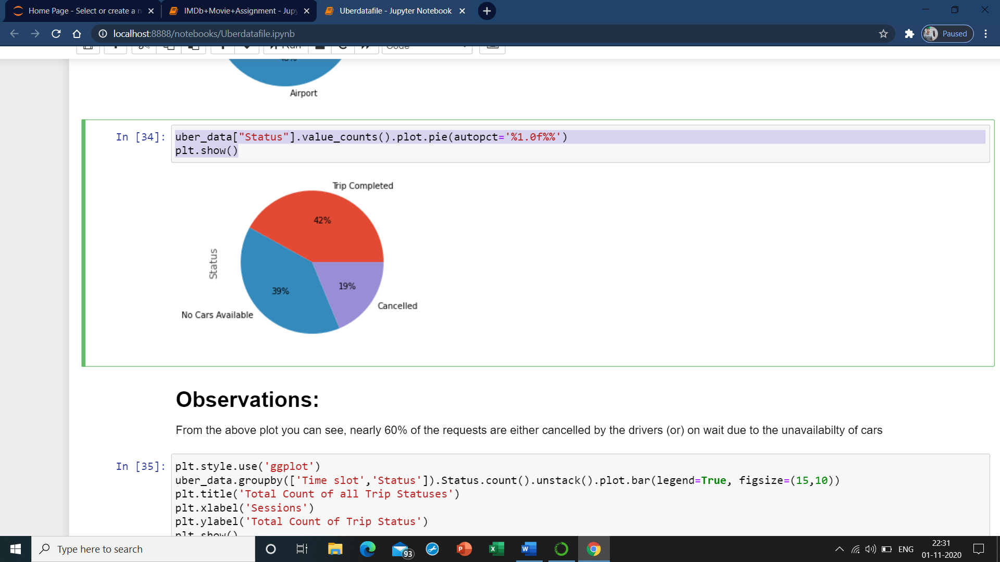 Home Page - Select or create a n
IMDb+Movie+Assignment - Jupy
Uberdatafile - Jupyter Notebook
localhost:8888/notebooks/Uberdatafile.ipynb
Paused
Run
Code
Airport
In [34]:
uber_data["Status"].value_counts().plot.pie(autopct='%1.0f%%')
plt.show()
Trip Completed
42%
Status
39%
19%
Cancelled
No Cars Available
Observations:
From the above plot you can see, nearly 60% of the requests are either cancelled by the drivers (or) on wait due to the unavailabilty of cars
In [35]:
plt.style.use('ggplot')
uber_data.groupby(['Time slot','Status']).Status.count().unstack().plot.bar(legend=True, figsize=(15,10))
plt.title('Total Count of all Trip Statuses')
plt.xlabel('Sessions')
plt.ylabel('Total Count of Trip Status')
plt.show()
Type here to search
93
ENG
22:31
01-11-2020